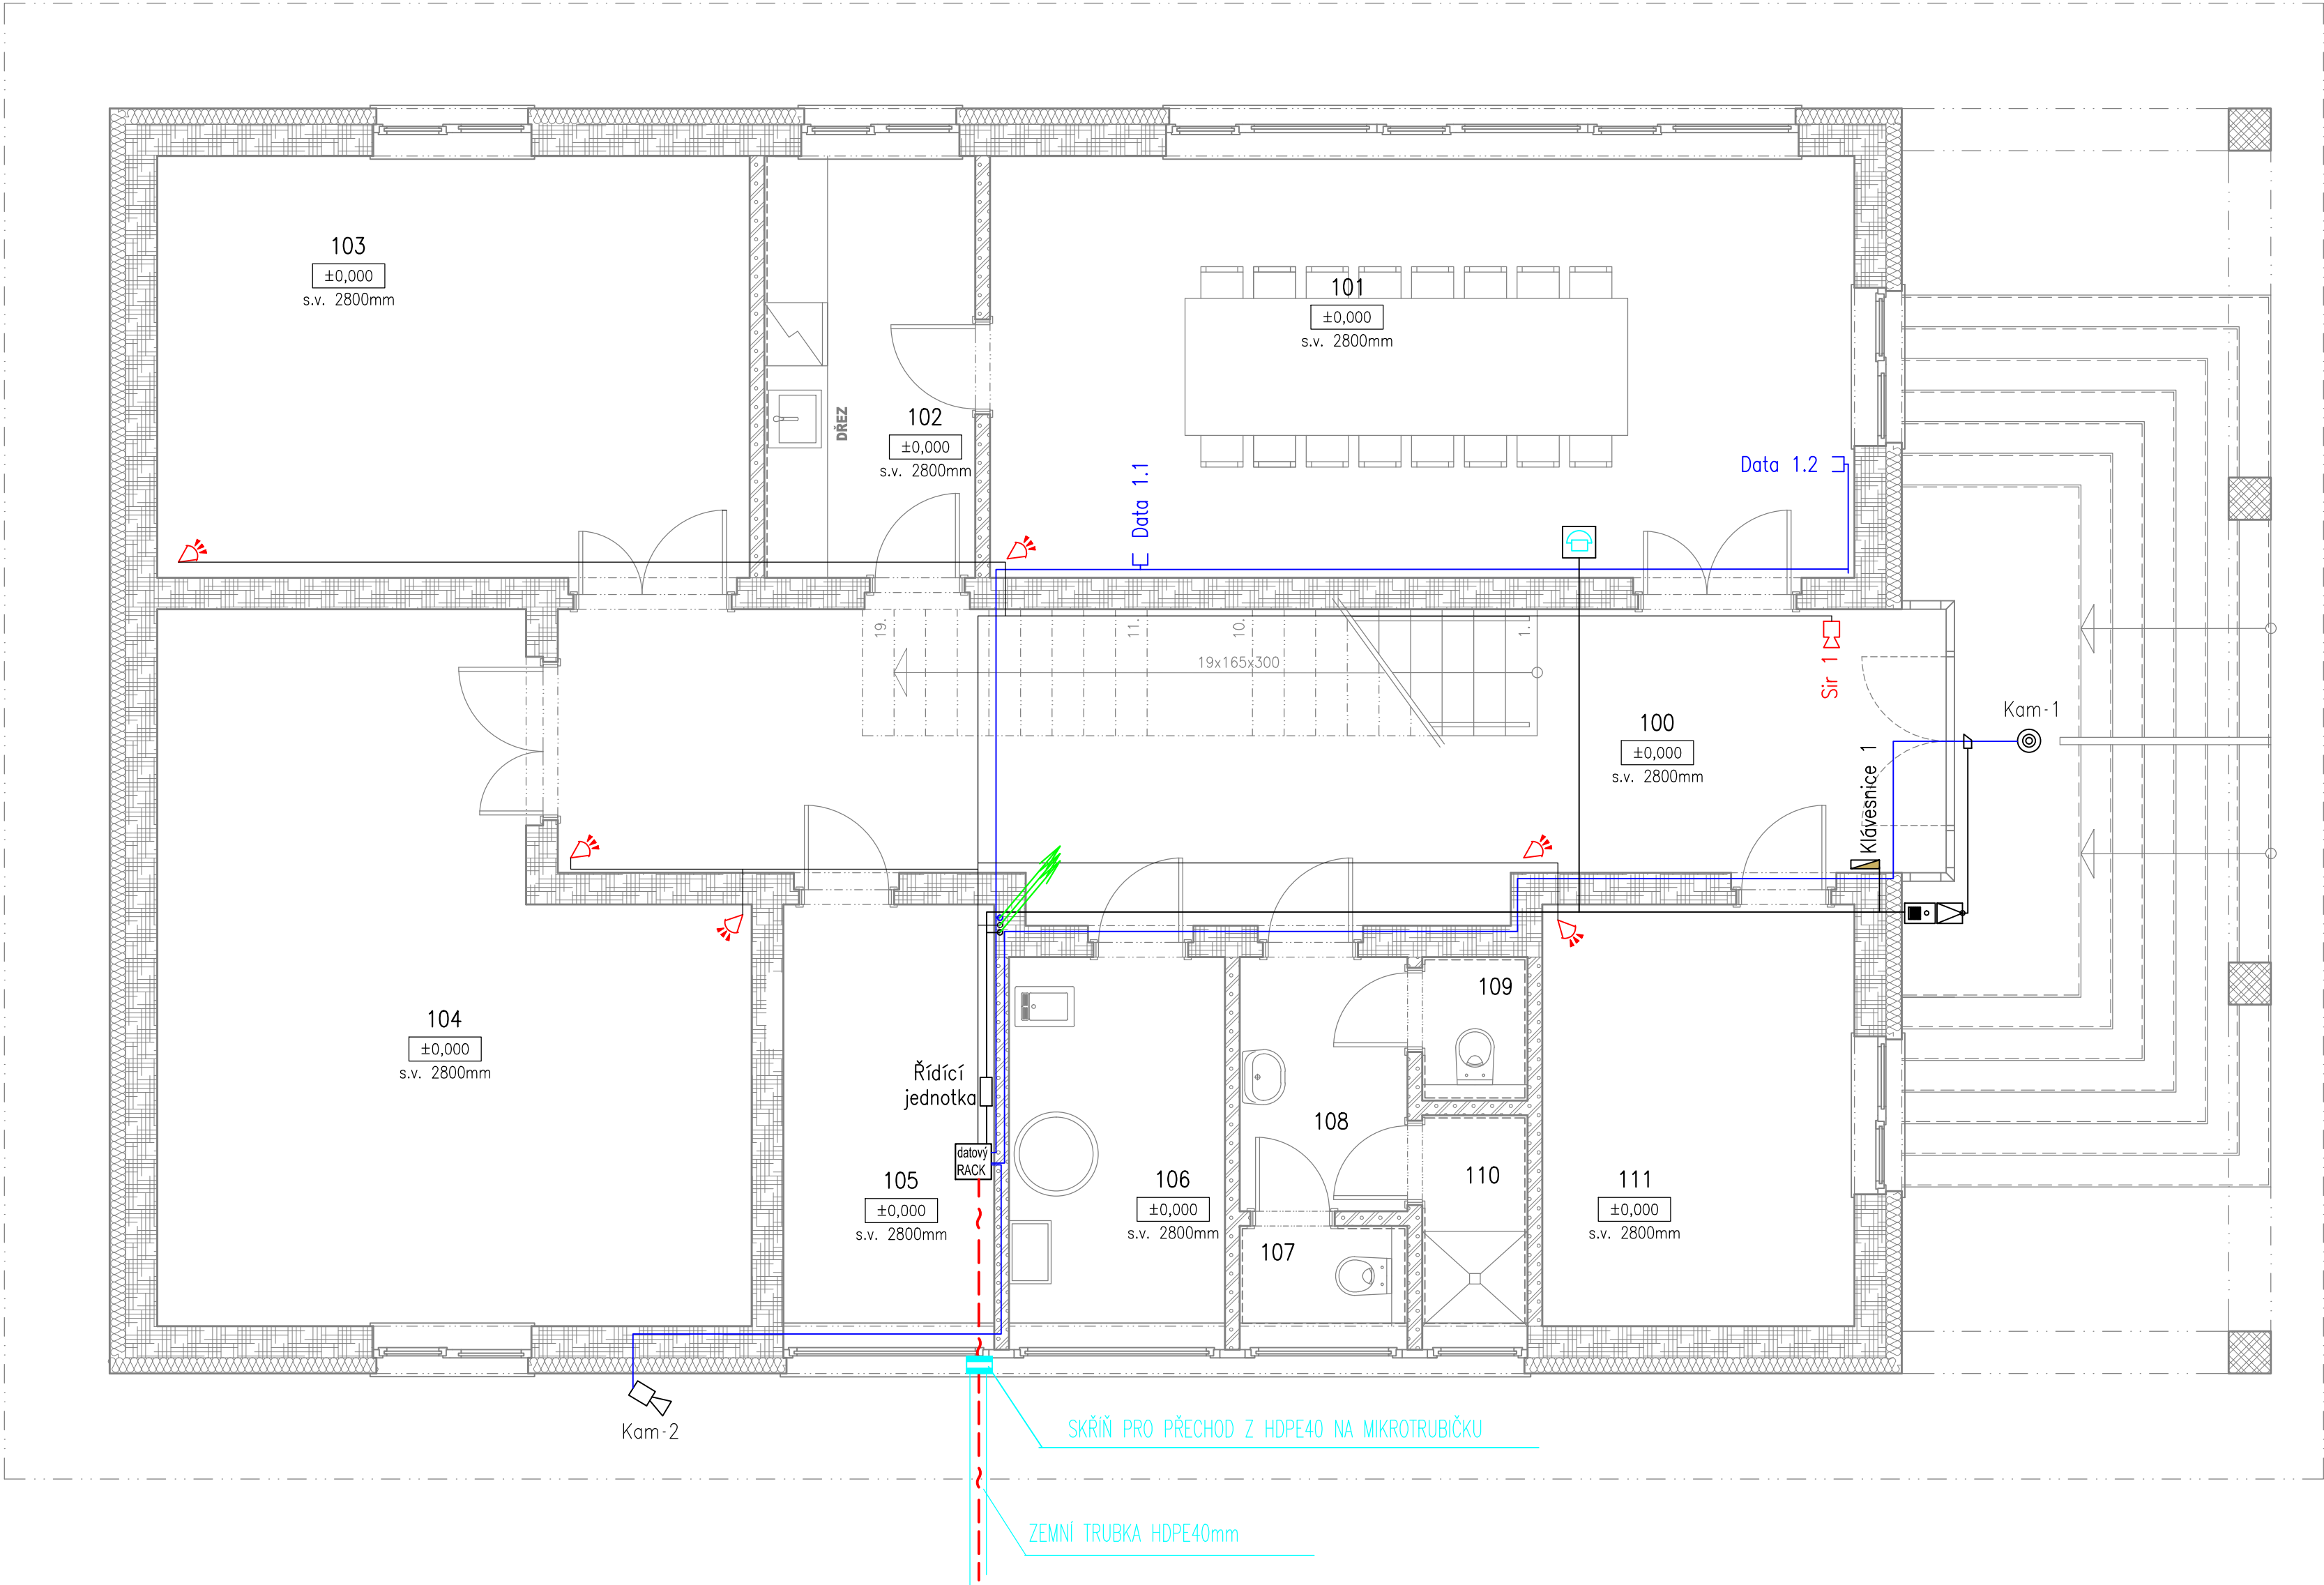 103
±0,000
s.v. 2800mm
101
±0,000
s.v. 2800mm
102
±0,000
s.v. 2800mm
DŘEZ
Data 1.1
Data 1.2
19.
11.
10.
1.
19x165x300
Sir 1
100
±0,000
s.v. 2800mm
Kam-1
Klávesnice 1
104
±0,000
s.v. 2800mm
Řídící
jednotka
datový
RACK
105
±0,000
s.v. 2800mm
106
±0,000
s.v. 2800mm
109
108
110
107
111
±0,000
s.v. 2800mm
Kam-2
SKŘÍŇ PRO PŘECHOD Z HDPE40 NA MIKROTRUBIČKU
ZEMNÍ TRUBKA HDPE40mm